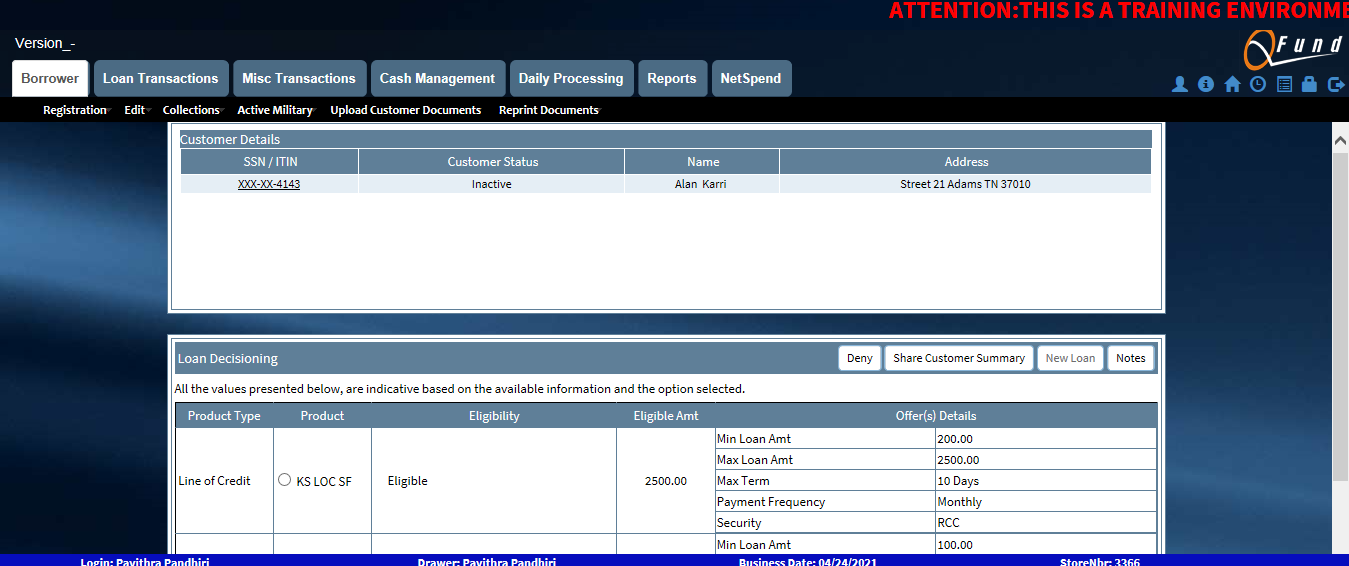 ATTENTION:THIS IS A TRAINING ENVIRONME
Version_-
QFund
Borrower Loan Transactions Misc Transactions Cash Management Daily Processing Reports NetSpend
Registration Edit Collections Active Military Upload Customer Documents Reprint Documents
Customer Details
SSN / ITIN Customer Status Name Address
XXX-XX-4143 Inactive Alan Karri Street 21 Adams TN 37010
Loan Decisioning Deny Share Customer Summary New Loan Notes
All the values presented below, are indicative based on the available information and the option selected.
Product Type Product Eligibility Eligible Amt Offer(s) Details
Min Loan Amt 200.00
Max Loan Amt 2500.00
Line of Credit KS LOC SF Eligible 2500.00 Max Term 10 Days
Payment Frequency Monthly
Security RCC
Min Loan Amt 100.00
Login: Pavithra Pandhiri Drawer: Pavithra Pandhiri Business Date: 04/24/2021 StoreNbr: 3366